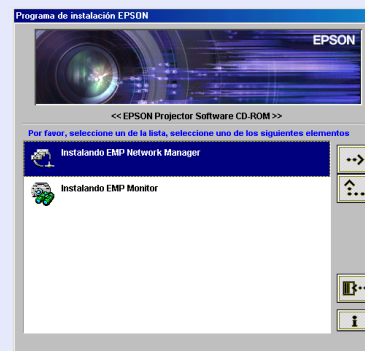 Programa de instalación EPSON
EPSON
<< EPSON Projector Software CD-ROM >>
Por favor, seleccione un de la lista, seleccione uno de los siguientes elementos
Instalando EMP Network Manager
Instalando EMP Monitor